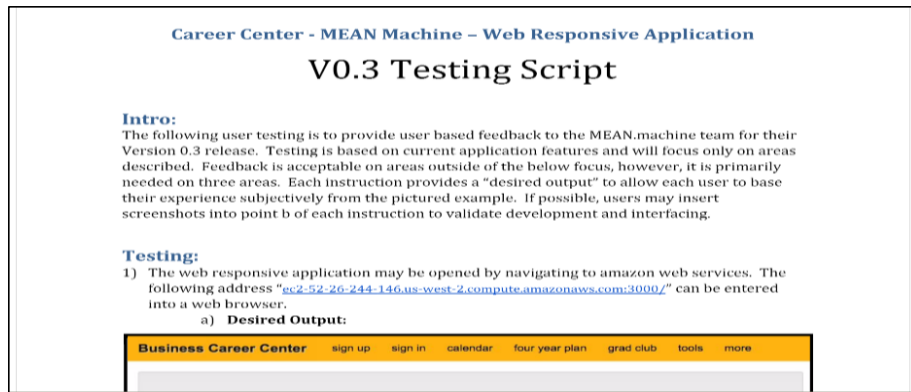 Career Center - MEAN Machine – Web Responsive Application
V0.3 Testing Script
Intro:
The following user testing is to provide user based feedback to the MEAN.machine team for their
Version 0.3 release.  Testing is based on current application features and will focus only on areas
described.  Feedback is acceptable on areas outside of the below focus, however, it is primarily
needed on three areas.  Each instruction provides a “desired output” to allow each user to base
their experience subjectively from the pictured example.  If possible, users may insert
screenshots into point b of each instruction to validate development and interfacing.
Testing:
1) The web responsive application may be opened by navigating to amazon web services.  The
following address “ec2-52-26-244-146.us-west-2.compute.amazonaws.com:3000/” can be entered
into a web browser.
a) Desired Output:
Business Career Center sign up sign in calendar four year plan grad club tools more